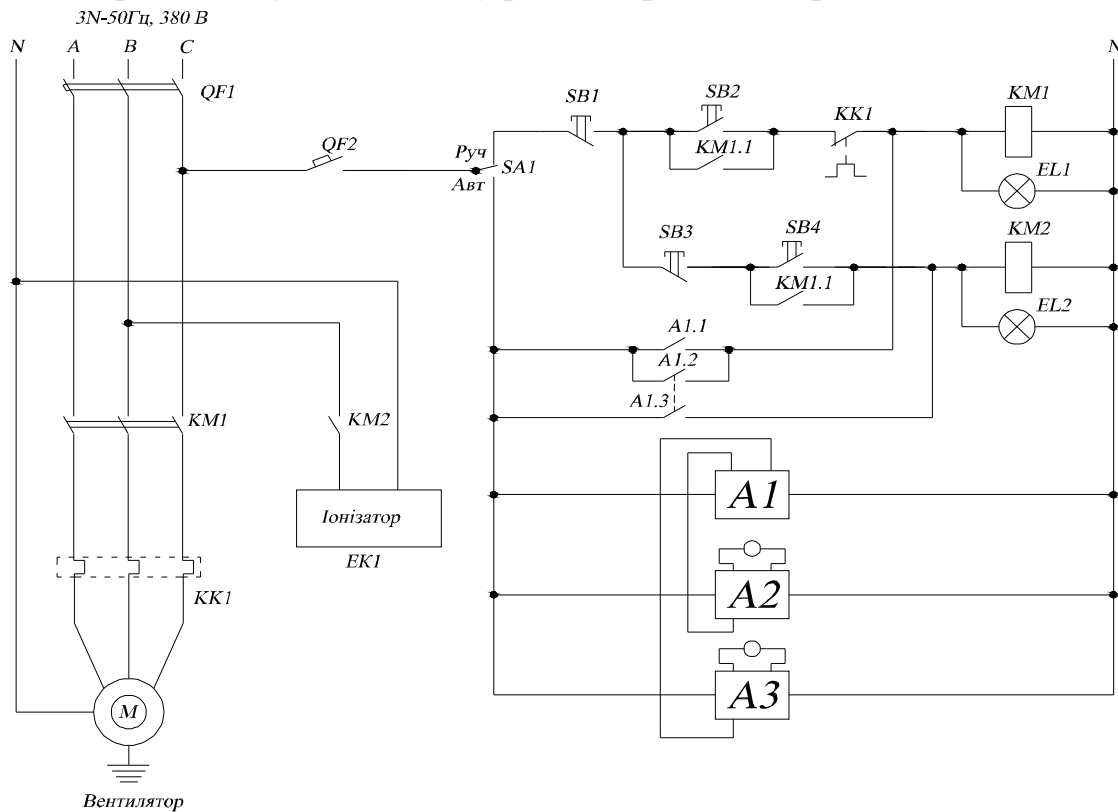 3N-50Гц, 380 В
N A B C N
QF1
QF2
Руч
Авт
SA1
SB1
SB2
KM1.1
KK1
KM1
EL1
SB3
SB4
KM1.1
KM2
EL2
A1.1
A1.2
A1.3
KM1
KM2
Іонізатор
EK1
KK1
M
Вентилятор
A1
A2
A3